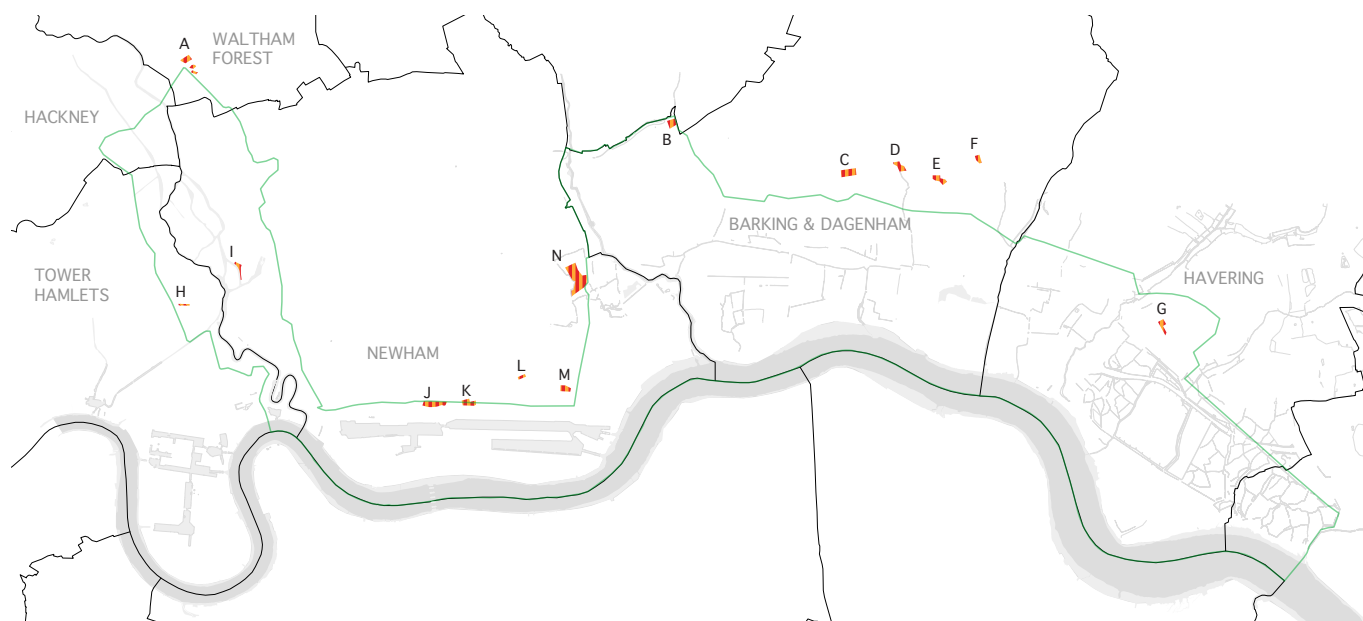 A
WALTHAM
FOREST
HACKNEY
B
C
D
E
F
BARKING & DAGENHAM
TOWER
HAMLETS
I
H
N
HAVERING
G
NEWHAM
L
M
J
K